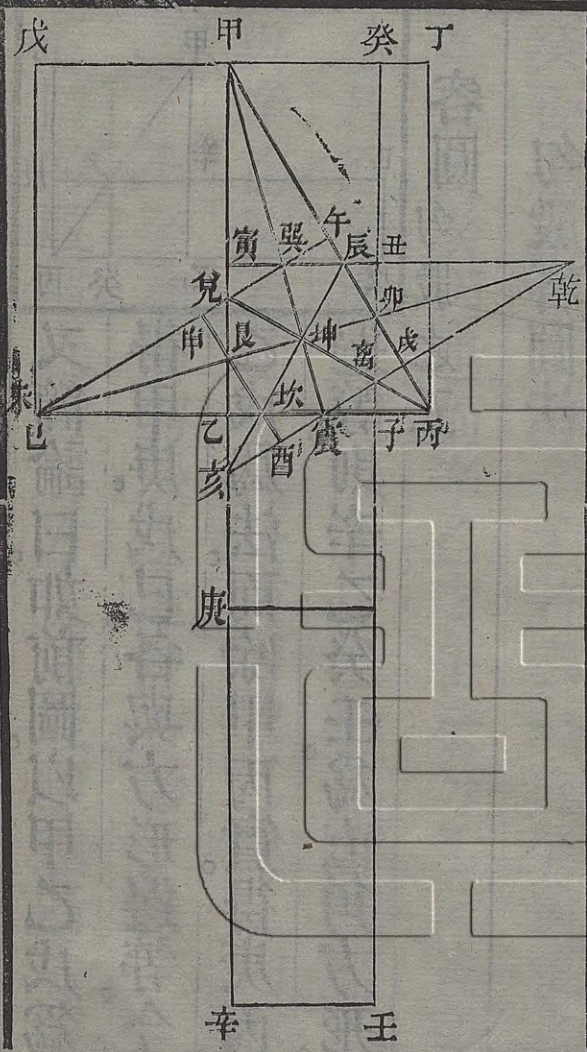 戊 甲 癸 丁
午
寅 巽 辰 丑
乾
兌 卯
申 艮 坤 离 戌
坎
巳 乙 酉 震 子 丙
亥
庚
辛 壬